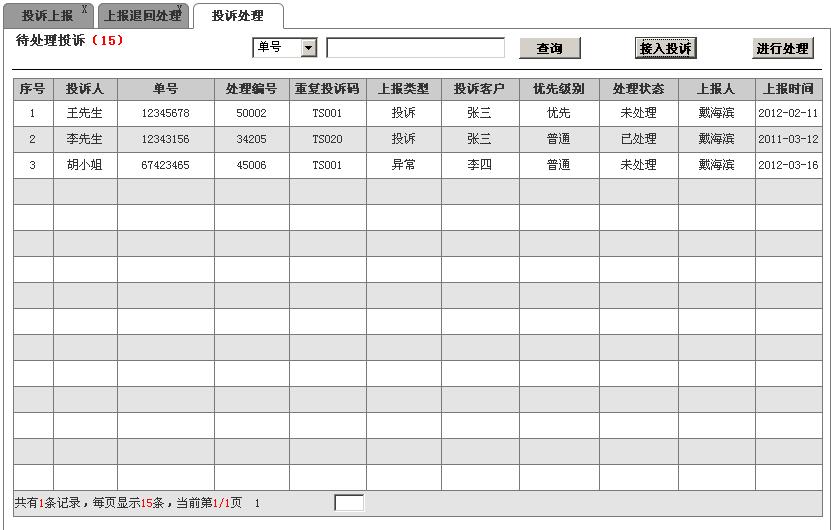 投诉上报 X 上报退回处理 X 投诉处理
待处理投诉（15） 单号 查询 接入投诉 进行处理
序号 投诉人 单号 处理编号 重复投诉码 上报类型 投诉客户 优先级别 处理状态 上报人 上报时间
1 王先生 12345678 50002 TS001 投诉 张三 优先 未处理 戴海滨 2012-02-11
2 李先生 12343156 34205 TS020 投诉 张三 普通 已处理 戴海滨 2011-03-12
3 胡小姐 67423465 45006 TS001 异常 李四 普通 未处理 戴海滨 2012-03-16
共有1条记录，每页显示15条，当前第1/1页 1